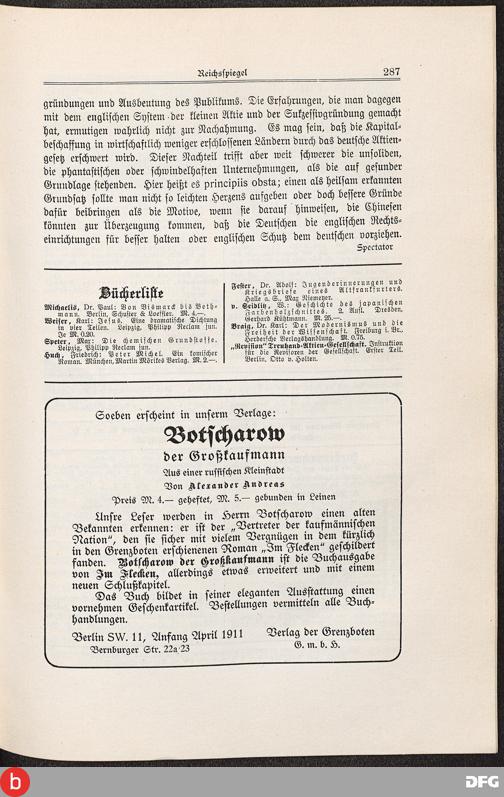 Reichsspiegel 287
gründungen und Ausbeutung des Publikums. Die Erfahrungen, die man dagegen
mit dem englischen System der kleinen Aktie und der Sukzessivgründung gemacht
hat, ermutigen wahrlich nicht zur Nachahmung. Es mag sein, daß die Kapital-
beschaffung in wirtschaftlich weniger erschlossenen Ländern durch das deutsche Aktien-
gesetz erschwert wird. Dieser Nachteil trifft aber weit schwerer die unsoliden,
die phantastischen oder schwindelhaften Unternehmungen, als die auf gesunder
Grundlage stehenden. Hier heißt es principiis obsta; einen als heilsam erkannten
Grundsatz sollte man nicht so leichten Herzens aufgeben oder doch bessere Gründe
dafür beibringen als die Motive, wenn sie darauf hinweisen, die Chinesen
könnten zur Überzeugung kommen, daß die Deutschen die englischen Rechts-
einrichtungen für besser halten oder englischen Schutz dem deutschen vorziehen.
Spectator
Bücherliste
Michaelis, Dr. Paul: Von Bismarck bis Beth-
mann. Berlin, Schuster & Loeffler. M. 4.—.
Weiser, Karl: Jesus. Eine dramatische Dichtung
in vier Teilen. Leipzig, Philipp Reclam jun.
Je M. 0.20.
Speter, Max: Die chemischen Grundstoffe.
Leipzig, Philipp Reclam jun.
Huch, Friedrich: Peter Michel. Ein komischer
Roman. München, Martin Mörikes Verlag. M. 2.—.
Fester, Dr. Adolf: Jugenderinnerungen und
Kriegsbriefe eines Altfrankfurters.
Halle a. S., Max Niemeyer.
v. Seidlitz, W.: Geschichte des japanischen
Farbenholzschnittes. 2. Aufl. Dresden,
Gerhard Kühtmann. M. 25.—.
Braig, Dr. Karl: Der Modernismus und die
Freiheit der Wissenschaft. Freiburg i. Br.,
Herdersche Verlagshandlung. M. 0.75.
„Revision“ Treuhand-Aktien-Gesellschaft. Instruktion
für die Revisoren der Gesellschaft. Erster Teil.
Berlin, Otto v. Holten.
Soeben erscheint in unserm Verlage:
Botscharow
der Großkaufmann
Aus einer russischen Kleinstadt
Von Alexander Andreas
Preis M. 4.— geheftet, M. 5.— gebunden in Leinen
Unsre Leser werden in Herrn Botscharow einen alten
Bekannten erkennen: er ist der „Vertreter der kaufmännischen
Nation“, den sie sicher mit vielem Vergnügen in dem kürzlich
in den Grenzboten erschienenen Roman „Im Flecken“ geschildert
fanden. Botscharow der Großkaufmann ist die Buchausgabe
von Im Flecken, allerdings etwas erweitert und mit einem
neuen Schlußkapitel.
Das Buch bildet in seiner eleganten Ausstattung einen
vornehmen Geschenkartikel. Bestellungen vermitteln alle Buch-
handlungen.
Berlin SW. 11, Anfang April 1911
Bernburger Str. 22a/23
Verlag der Grenzboten
G. m. b. H.
b
DFG